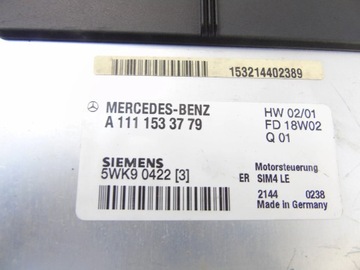 153214402389
MERCEDES-BENZ
A 111 153 37 79
HW 02/01
FD 18W02
Q 01
SIEMENS
5WK9 0422 [3]
Motorsteuerung
ER SIM4 LE
2144 0238
Made in Germany